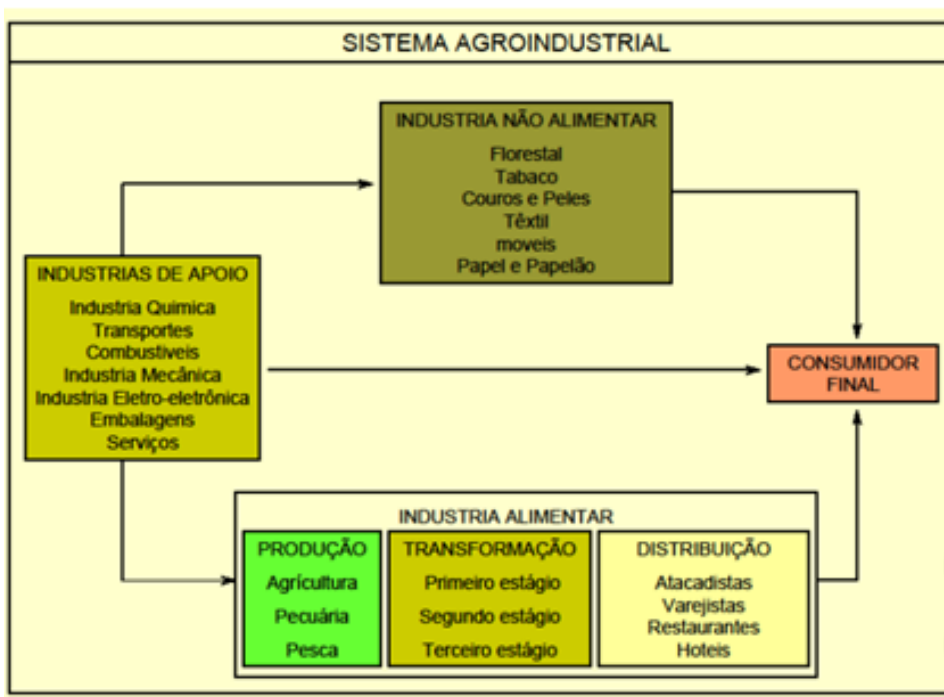 SISTEMA AGROINDUSTRIAL
INDUSTRIA NÃO ALIMENTAR
Florestal
Tabaco
Couros e Peles
Têxtil
moveis
Papel e Papelão
INDUSTRIAS DE APOIO
Industria Quimica
Transportes
Combustiveis
Industria Mecânica
Industria Eletro-eletrônica
Embalagens
Serviços
CONSUMIDOR
FINAL
INDUSTRIA ALIMENTAR
PRODUÇÃO
Agrícultura
Pecuária
Pesca
TRANSFORMAÇÃO
Primeiro estágio
Segundo estágio
Terceiro estágio
DISTRIBUIÇÃO
Atacadistas
Varejistas
Restaurantes
Hoteis